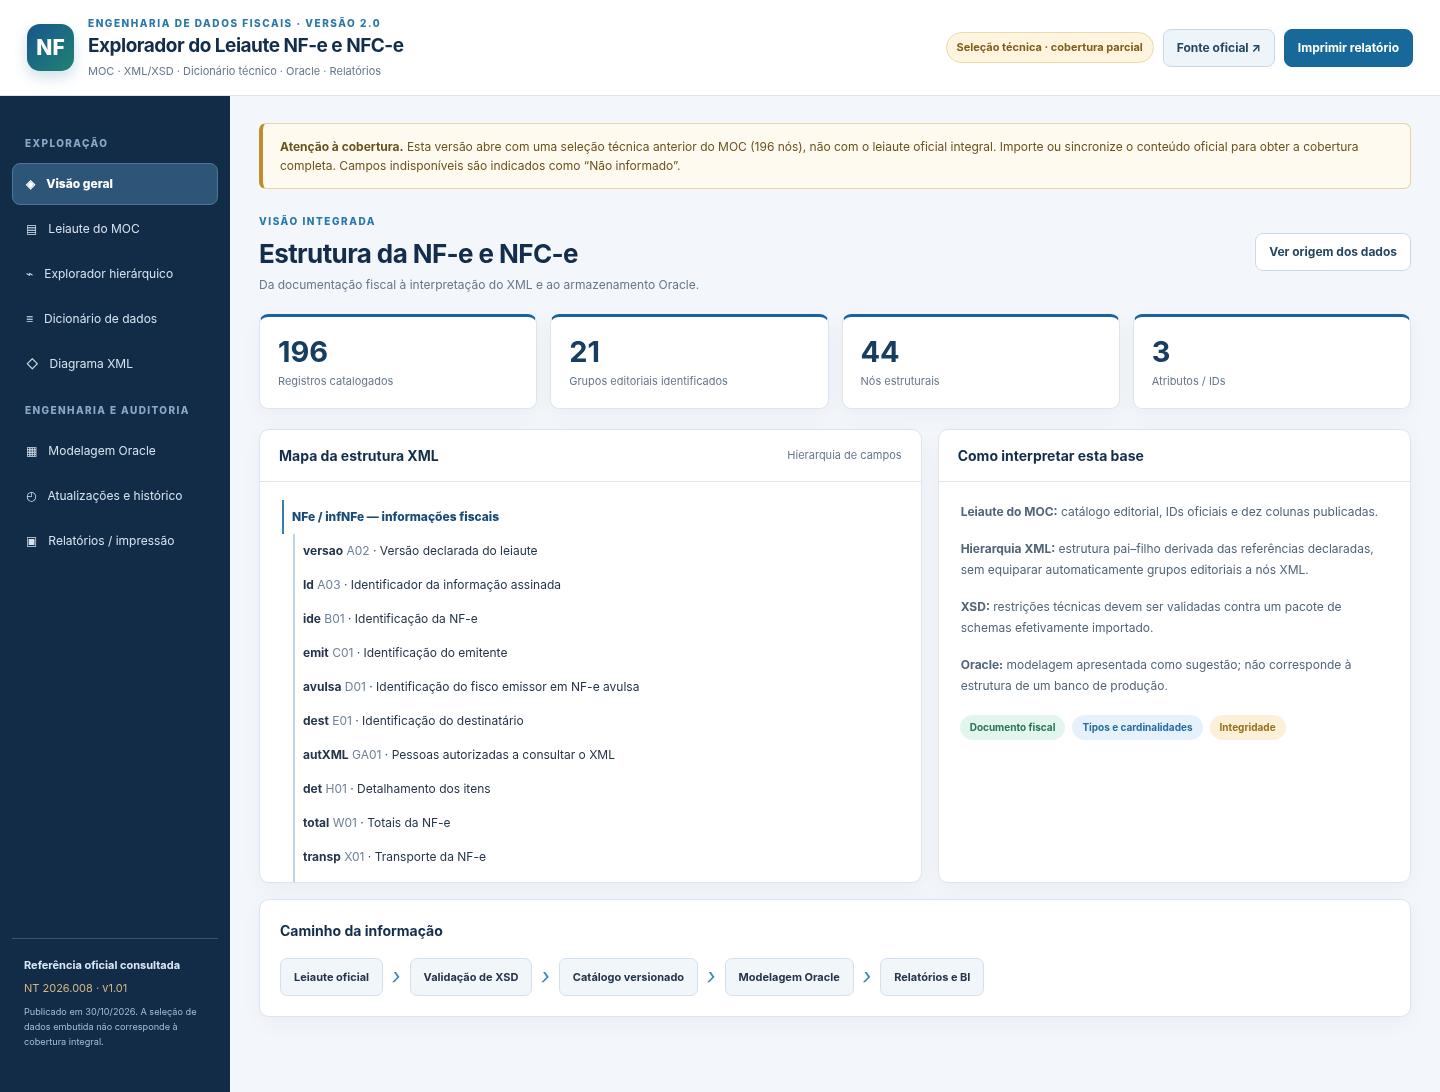 NF
ENGENHARIA DE DADOS FISCAIS · VERSÃO 2.0
Explorador do Leiaute NF-e e NFC-e
MOC · XML/XSD · Dicionário técnico · Oracle · Relatórios
Seleção técnica · cobertura parcial
Fonte oficial ↗
Imprimir relatório
EXPLORAÇÃO
Visão geral
Leiaute do MOC
Explorador hierárquico
Dicionário de dados
Diagrama XML
ENGENHARIA E AUDITORIA
Modelagem Oracle
Atualizações e histórico
Relatórios / impressão
Referência oficial consultada
NT 2026.008 · v1.01
Publicado em 30/10/2026. A seleção de
dados embutida não corresponde à
cobertura integral.
Atenção à cobertura. Esta versão abre com uma seleção técnica anterior do MOC (196 nós), não com o leiaute oficial integral. Importe ou sincronize o conteúdo oficial para obter a cobertura
completa. Campos indisponíveis são indicados como “Não informado”.
VISÃO INTEGRADA
Estrutura da NF-e e NFC-e
Da documentação fiscal à interpretação do XML e ao armazenamento Oracle.
Ver origem dos dados
196
Registros catalogados
21
Grupos editoriais identificados
44
Nós estruturais
3
Atributos / IDs
Mapa da estrutura XML
Hierarquia de campos
NFe / infNFe — informações fiscais
versao A02 · Versão declarada do leiaute
Id A03 · Identificador da informação assinada
ide B01 · Identificação da NF-e
emit C01 · Identificação do emitente
avulsa D01 · Identificação do fisco emissor em NF-e avulsa
dest E01 · Identificação do destinatário
autXML GA01 · Pessoas autorizadas a consultar o XML
det H01 · Detalhamento dos itens
total W01 · Totais da NF-e
transp X01 · Transporte da NF-e
Como interpretar esta base
Leiaute do MOC: catálogo editorial, IDs oficiais e dez colunas publicadas.
Hierarquia XML: estrutura pai–filho derivada das referências declaradas,
sem equiparar automaticamente grupos editoriais a nós XML.
XSD: restrições técnicas devem ser validadas contra um pacote de
schemas efetivamente importado.
Oracle: modelagem apresentada como sugestão; não corresponde à
estrutura de um banco de produção.
Documento fiscal
Tipos e cardinalidades
Integridade
Caminho da informação
Leiaute oficial
Validação de XSD
Catálogo versionado
Modelagem Oracle
Relatórios e BI